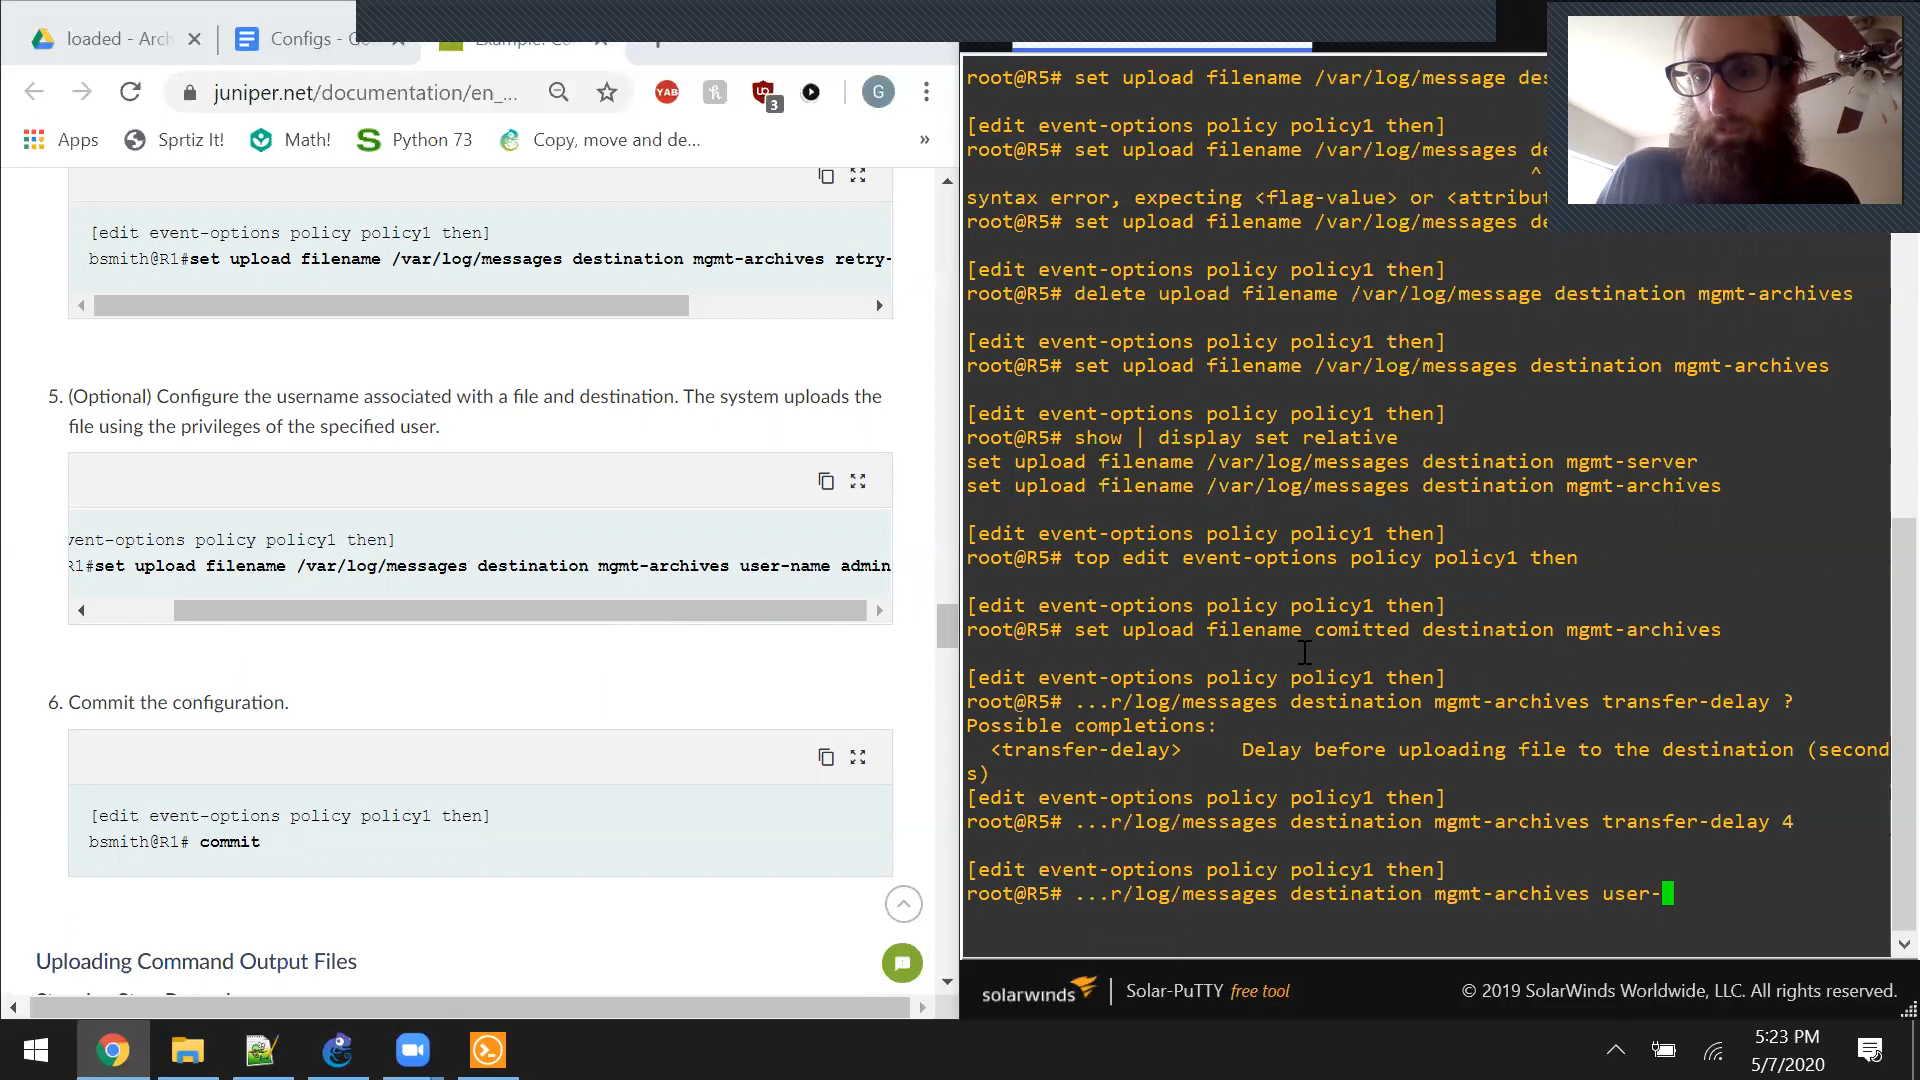 loaded - Arch
Configs - Go
Example: Co
juniper.net/documentation/en_...
YAB
3
G
Apps
Sprtiz It!
Math!
Python 73
Copy, move and de...
»
[edit event-options policy policy1 then]
bsmith@R1#set upload filename /var/log/messages destination mgmt-archives retry-
5. (Optional) Configure the username associated with a file and destination. The system uploads the
file using the privileges of the specified user.
vent-options policy policy1 then]
R1#set upload filename /var/log/messages destination mgmt-archives user-name admin
6. Commit the configuration.
[edit event-options policy policy1 then]
bsmith@R1# commit
Uploading Command Output Files
root@R5# set upload filename /var/log/message des
[edit event-options policy policy1 then]
root@R5# set upload filename /var/log/messages de
^
syntax error, expecting <flag-value> or <attribut
root@R5# set upload filename /var/log/messages de
[edit event-options policy policy1 then]
root@R5# delete upload filename /var/log/message destination mgmt-archives
[edit event-options policy policy1 then]
root@R5# set upload filename /var/log/messages destination mgmt-archives
[edit event-options policy policy1 then]
root@R5# show | display set relative
set upload filename /var/log/messages destination mgmt-server
set upload filename /var/log/messages destination mgmt-archives
[edit event-options policy policy1 then]
root@R5# top edit event-options policy policy1 then
[edit event-options policy policy1 then]
root@R5# set upload filename comitted destination mgmt-archives
[edit event-options policy policy1 then]
root@R5# ...r/log/messages destination mgmt-archives transfer-delay ?
Possible completions:
<transfer-delay> Delay before uploading file to the destination (second
s)
[edit event-options policy policy1 then]
root@R5# ...r/log/messages destination mgmt-archives transfer-delay 4
[edit event-options policy policy1 then]
root@R5# ...r/log/messages destination mgmt-archives user-
solarwinds
Solar-PuTTY free tool
© 2019 SolarWinds Worldwide, LLC. All rights reserved.
5:23 PM
5/7/2020